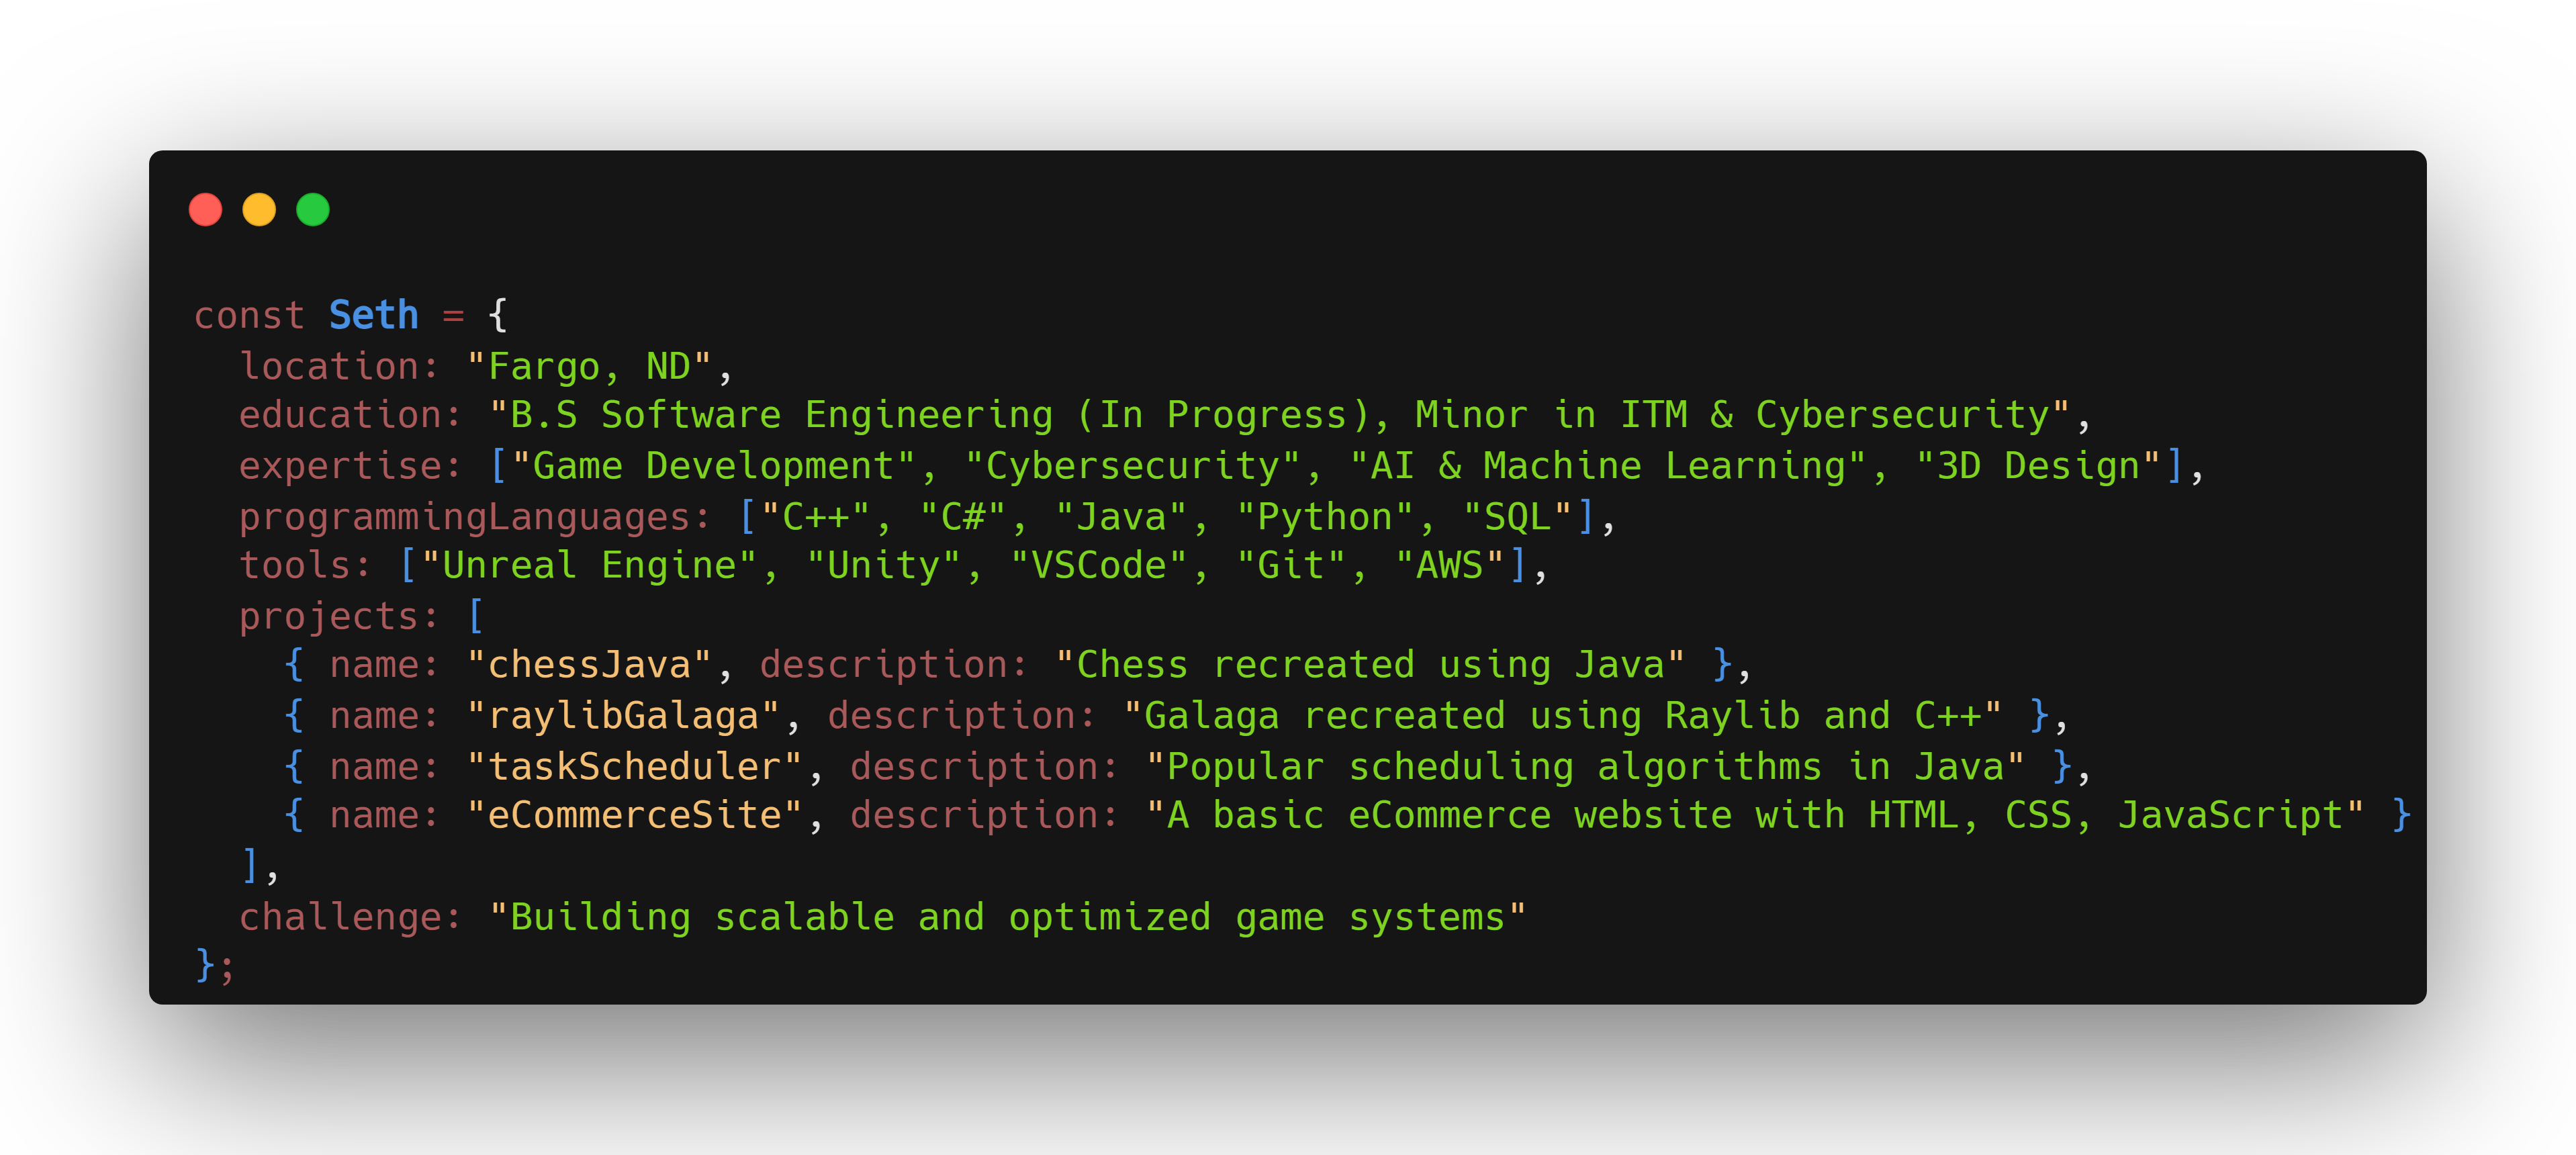 const Seth = {
  location: "Fargo, ND",
  education: "B.S Software Engineering (In Progress), Minor in ITM & Cybersecurity",
  expertise: ["Game Development", "Cybersecurity", "AI & Machine Learning", "3D Design"],
  programmingLanguages: ["C++", "C#", "Java", "Python", "SQL"],
  tools: ["Unreal Engine", "Unity", "VSCode", "Git", "AWS"],
  projects: [
    { name: "chessJava", description: "Chess recreated using Java" },
    { name: "raylibGalaga", description: "Galaga recreated using Raylib and C++" },
    { name: "taskScheduler", description: "Popular scheduling algorithms in Java" },
    { name: "eCommerceSite", description: "A basic eCommerce website with HTML, CSS, JavaScript" }
  ],
  challenge: "Building scalable and optimized game systems"
};